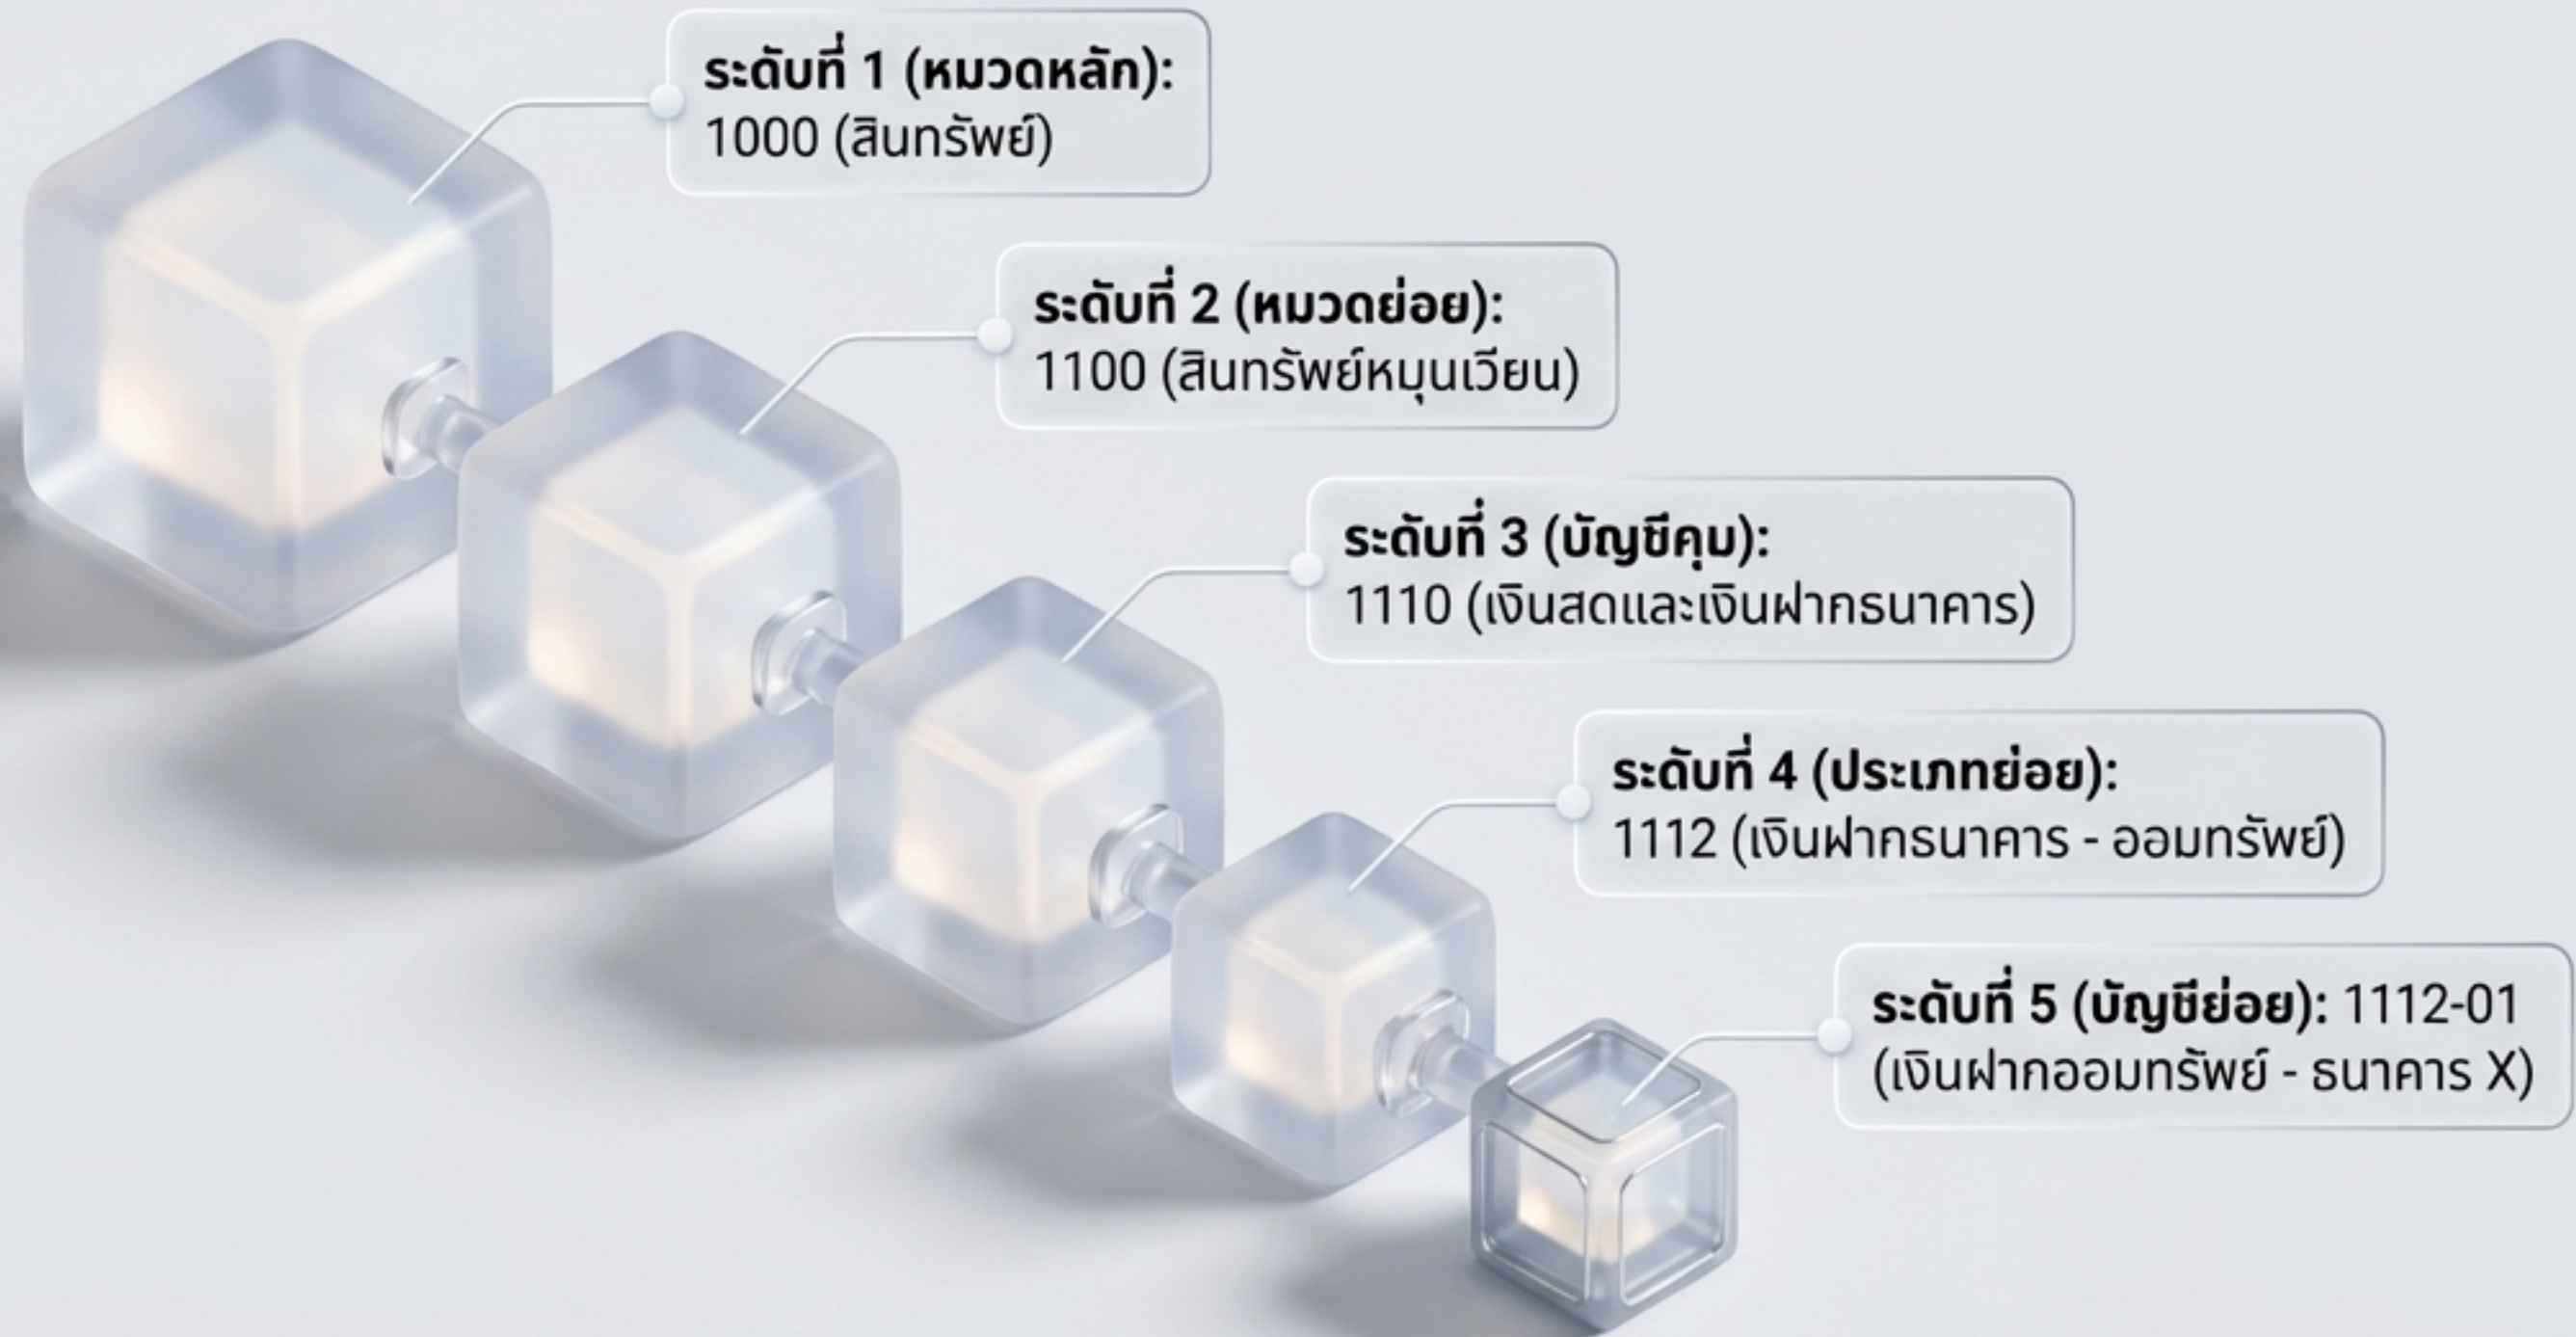 ระดับที่ 1 (หมวดหลัก):
1000 (สินทรัพย์)
ระดับที่ 2 (หมวดย่อย):
1100 (สินทรัพย์หมุนเวียน)
ระดับที่ 3 (บัญชีคุม):
1110 (เงินสดและเงินฝากธนาคาร)
ระดับที่ 4 (ประเภทย่อย):
1112 (เงินฝากธนาคาร - ออมทรัพย์)
ระดับที่ 5 (บัญชีย่อย): 1112-01
(เงินฝากออมทรัพย์ - ธนาคาร X)